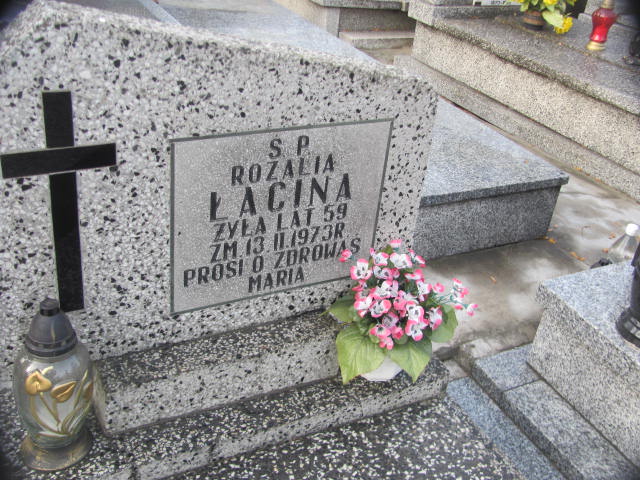 S P
ROZALIA
ŁACINA
ŻYŁA LAT 59
ZM 13 II 1973R
PROSI O ZDROWAŚ
MARIA